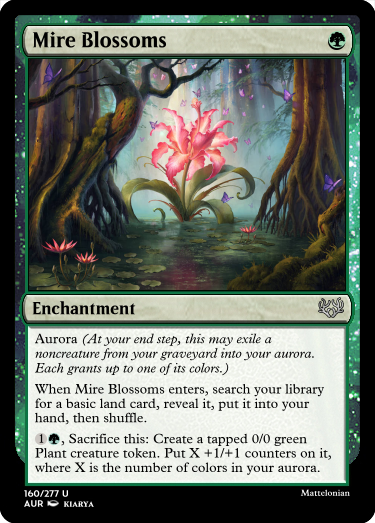 Mire Blossoms
Enchantment
Aurora (At your end step, this may exile a
noncreature from your graveyard into your aurora.
Each grants up to one of its colors.)
When Mire Blossoms enters, search your library
for a basic land card, reveal it, put it into your
hand, then shuffle.
1, Sacrifice this: Create a tapped 0/0 green
Plant creature token. Put X +1/+1 counters on it,
where X is the number of colors in your aurora.
160/277 U
Mattelonian
AUR KIARYA